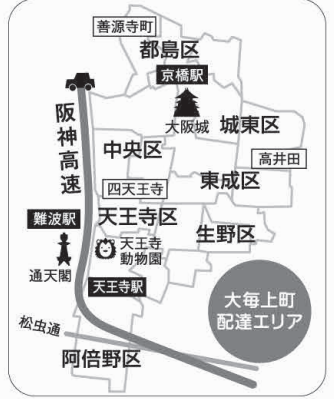 善源寺町
都島区
京橋駅
大阪城
城東区
阪神高速
中央区
高井田
四天王寺
東成区
難波駅
天王寺区
生野区
通天閣
天王寺
動物園
天王寺駅
大毎上町
配達エリア
松虫通
阿倍野区